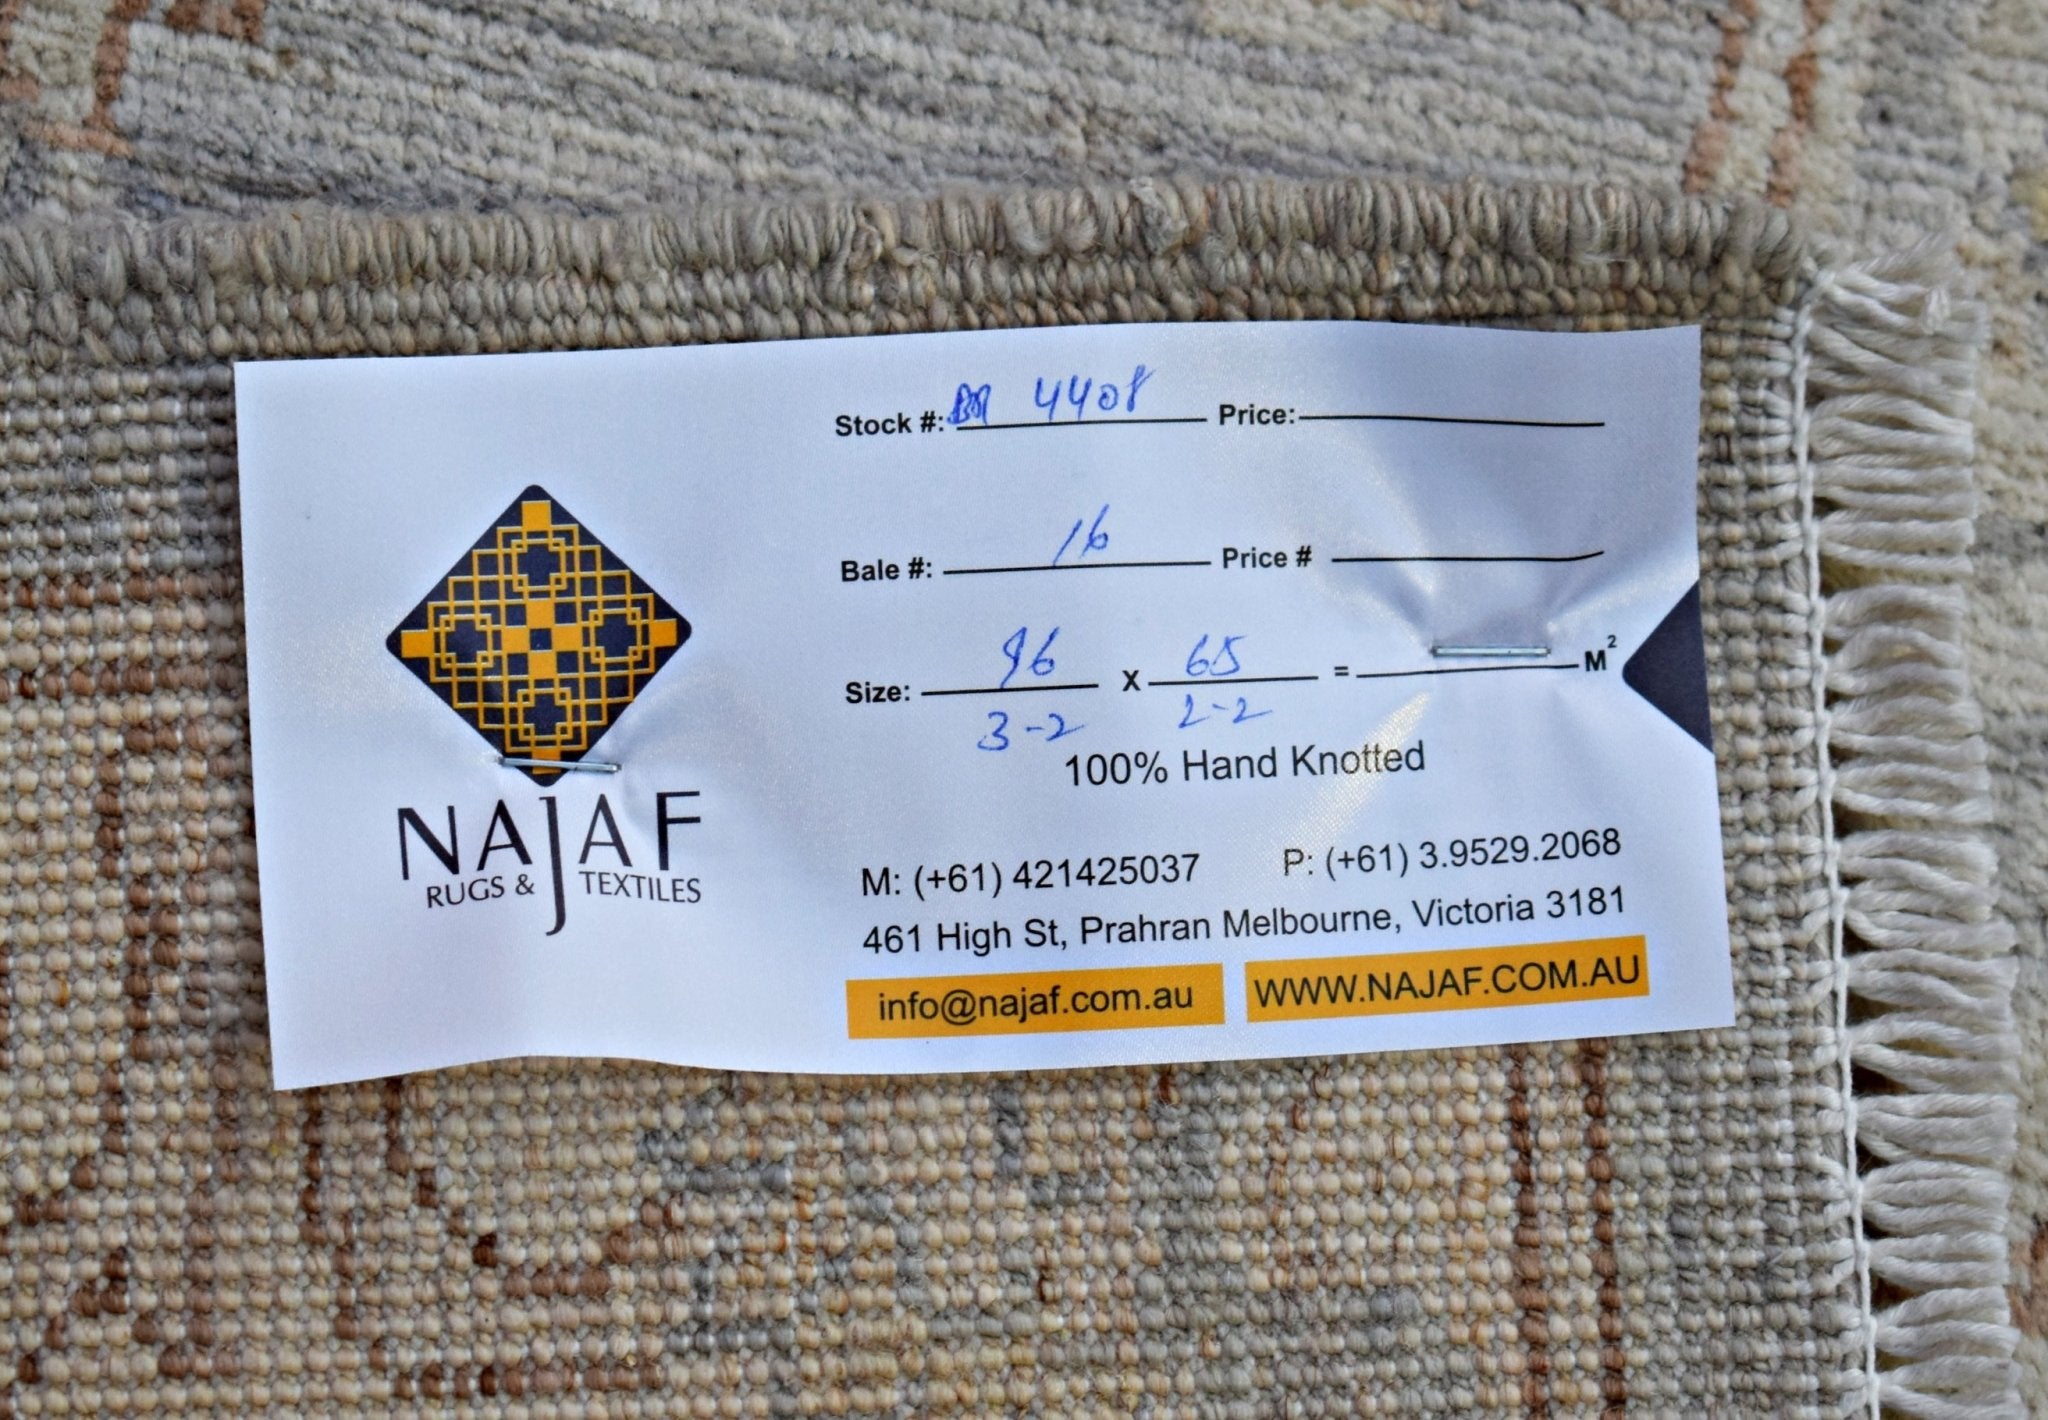 Stock #: 4408 Price:
Bale #: 16 Price #
Size: 96 X 65 = M²
3-2 2-2
100% Hand Knotted
NAJAF
RUGS & TEXTILES
M: (+61) 421425037 P: (+61) 3.9529.2068
461 High St, Prahran Melbourne, Victoria 3181
info@najaf.com.au WWW.NAJAF.COM.AU